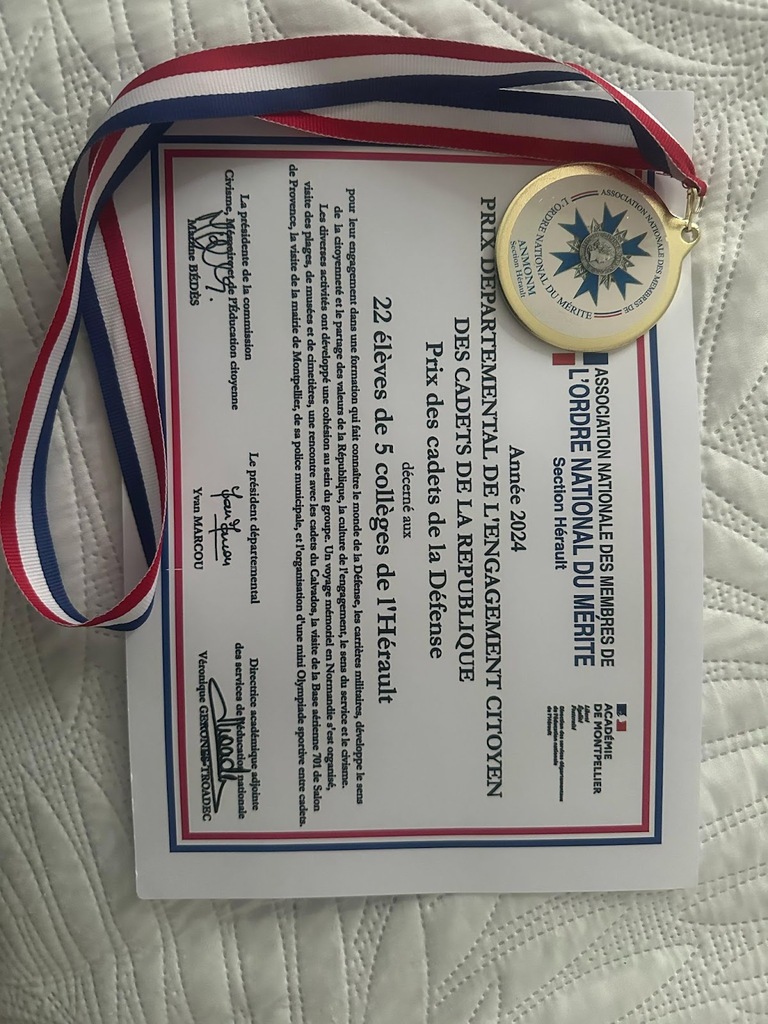 ASSOCIATION NATIONALE DES MEMBRES DE
L'ORDRE NATIONAL DU MÉRITE
ANMONM
Section Hérault
ASSOCIATION NATIONALE DES MEMBRES DE
L'ORDRE NATIONAL DU MÉRITE
Section Hérault
ACADÉMIE
DE MONTPELLIER
Liberté
Égalité
Fraternité
Direction des services départementaux
de l'éducation nationale
de l'Hérault
Année 2024
PRIX DEPARTEMENTAL DE L'ENGAGEMENT CITOYEN
DES CADETS DE LA REPUBLIQUE
Prix des cadets de la Défense
décerné aux
22 élèves de 5 collèges de l'Hérault
pour leur engagement dans une formation qui fait connaître le monde de la Défense, les carrières militaires, développe le sens
de la citoyenneté et le partage des valeurs de la République, la culture de l'engagement, le sens du service et le civisme.
Les diverses activités ont développé une cohésion au sein du groupe. Un voyage mémoriel en Normandie s'est organisé,
visite des plages, de musées et de cimetières, une rencontre avec les cadets du Calvados, la visite de la Base aérienne 701 de Salon
de Provence, la visite de la mairie de Montpellier, de sa police municipale, et l'organisation d'une mini Olympiade sportive entre cadets.
La présidente de la commission
Civisme, Mémoire et de l'Éducation citoyenne
Martine BÉDÈS
Le président départemental
Yvan MARCOU
Directrice académique adjointe
des services de l'éducation nationale
Véronique GERONES-TROADEC